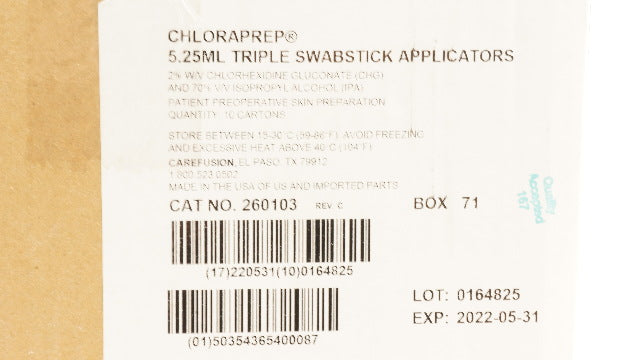 CHLORAPREP®
5.25ML TRIPLE SWABSTICK APPLICATORS
2% W/V CHLORHEXIDINE GLUCONATE (CHG)
AND 70% V/V ISOPROPYL ALCOHOL (IPA)
PATIENT PREOPERATIVE SKIN PREPARATION
QUANTITY: 10 CARTONS
STORE BETWEEN 15-30°C (59-86°F). AVOID FREEZING
AND EXCESSIVE HEAT ABOVE 40°C (104°F)
CAREFUSION, EL PASO, TX 79912
1.800.523.0502
MADE IN THE USA OF US AND IMPORTED PARTS
CAT NO. 260103 REV. C BOX 71
(17)220531(10)0164825
(01)50354365400087
LOT: 0164825
EXP: 2022-05-31
Quality
Accepted
167